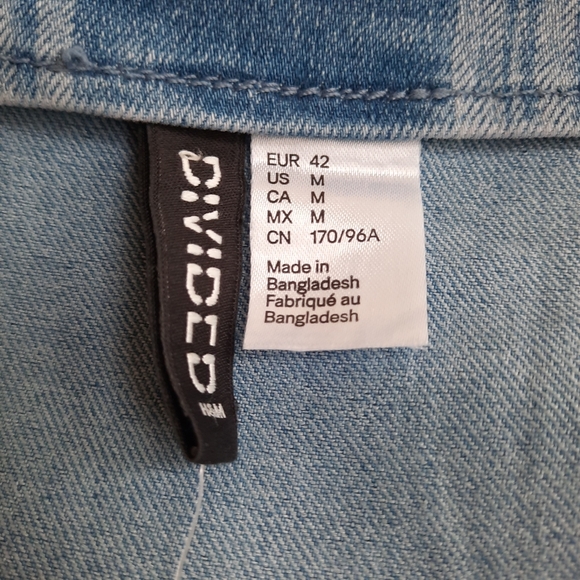 DIVIDED
H&M
EUR 42
US M
CA M
MX M
CN 170/96A
Made in
Bangladesh
Fabriqué au
Bangladesh